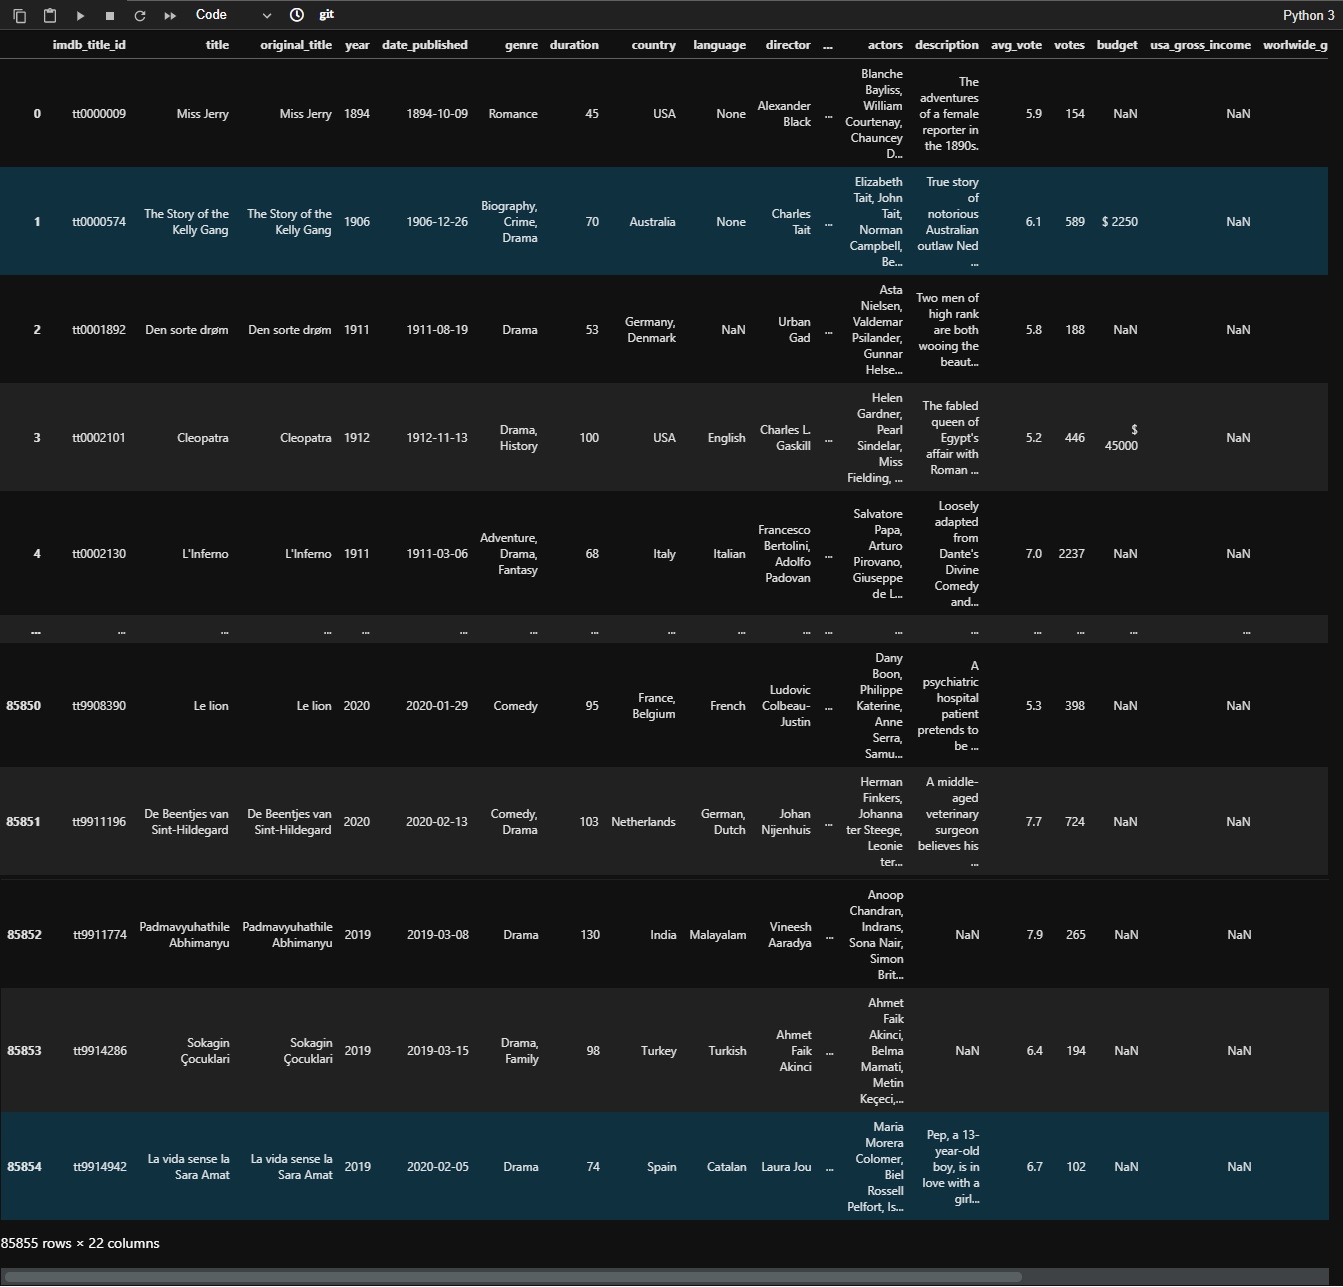 Code git Python 3
imdb_title_id title original_title year date_published genre duration country language director ... actors description avg_vote votes budget usa_gross_income worlwide_g
0 tt0000009 Miss Jerry Miss Jerry 1894 1894-10-09 Romance 45 USA None Alexander Black ... Blanche Bayliss, William Courtenay, Chauncey D... The adventures of a female reporter in the 1890s. 5.9 154 NaN NaN
1 tt0000574 The Story of the Kelly Gang The Story of the Kelly Gang 1906 1906-12-26 Biography, Crime, Drama 70 Australia None Charles Tait ... Elizabeth Tait, John Tait, Norman Campbell, Be... True story of notorious Australian outlaw Ned ... 6.1 589 $ 2250 NaN
2 tt0001892 Den sorte drøm Den sorte drøm 1911 1911-08-19 Drama 53 Germany, Denmark NaN Urban Gad ... Asta Nielsen, Valdemar Psilander, Gunnar Helse... Two men of high rank are both wooing the beaut... 5.8 188 NaN NaN
3 tt0002101 Cleopatra Cleopatra 1912 1912-11-13 Drama, History 100 USA English Charles L. Gaskill ... Helen Gardner, Pearl Sindelar, Miss Fielding, ... The fabled queen of Egypt's affair with Roman ... 5.2 446 $ 45000 NaN
4 tt0002130 L'Inferno L'Inferno 1911 1911-03-06 Adventure, Drama, Fantasy 68 Italy Italian Francesco Bertolini, Adolfo Padovan ... Salvatore Papa, Arturo Pirovano, Giuseppe de L... Loosely adapted from Dante's Divine Comedy and... 7.0 2237 NaN NaN
... ... ... ... ... ... ... ... ... ... ... ... ... ... ... ... ... ...
85850 tt9908390 Le lion Le lion 2020 2020-01-29 Comedy 95 France, Belgium French Ludovic Colbeau-Justin ... Dany Boon, Philippe Katerine, Anne Serra, Samu... A psychiatric hospital patient pretends to be ... 5.3 398 NaN NaN
85851 tt9911196 De Beentjes van Sint-Hildegard De Beentjes van Sint-Hildegard 2020 2020-02-13 Comedy, Drama 103 Netherlands German, Dutch Johan Nijenhuis ... Herman Finkers, Johanna ter Steege, Leonie ter... A middle-aged veterinary surgeon believes his ... 7.7 724 NaN NaN
85852 tt9911774 Padmavyuhathile Abhimanyu Padmavyuhathile Abhimanyu 2019 2019-03-08 Drama 130 India Malayalam Vineesh Aaradya ... Anoop Chandran, Indrans, Sona Nair, Simon Brit... NaN 7.9 265 NaN NaN
85853 tt9914286 Sokagin Çocuklari Sokagin Çocuklari 2019 2019-03-15 Drama, Family 98 Turkey Turkish Ahmet Faik Akinci ... Ahmet Faik Akinci, Belma Mamati, Metin Keçeci,... NaN 6.4 194 NaN NaN
85854 tt9914942 La vida sense la Sara Amat La vida sense la Sara Amat 2019 2020-02-05 Drama 74 Spain Catalan Laura Jou ... Maria Morera Colomer, Biel Rossell Pelfort, Is... Pep, a 13-year-old boy, is in love with a girl... 6.7 102 NaN NaN
85855 rows × 22 columns